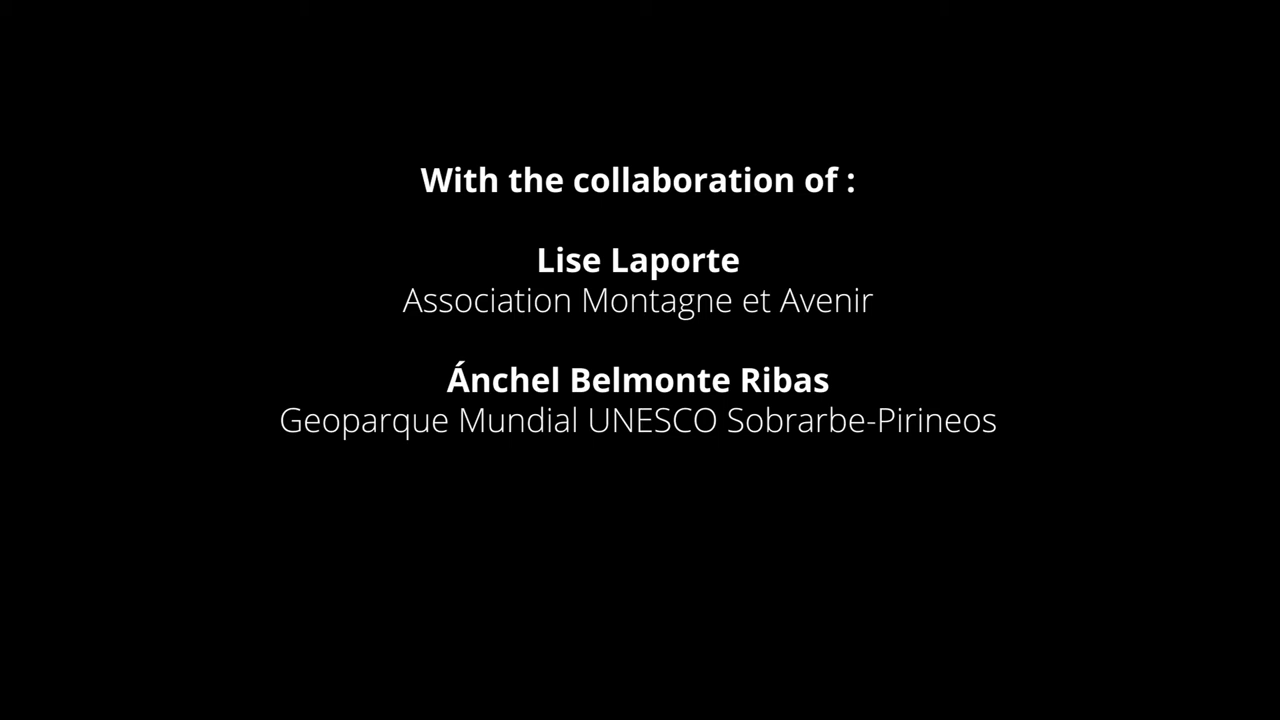 With the collaboration of :
Lise Laporte
Association Montagne et Avenir
Ánchel Belmonte Ribas
Geoparque Mundial UNESCO Sobrarbe-Pirineos